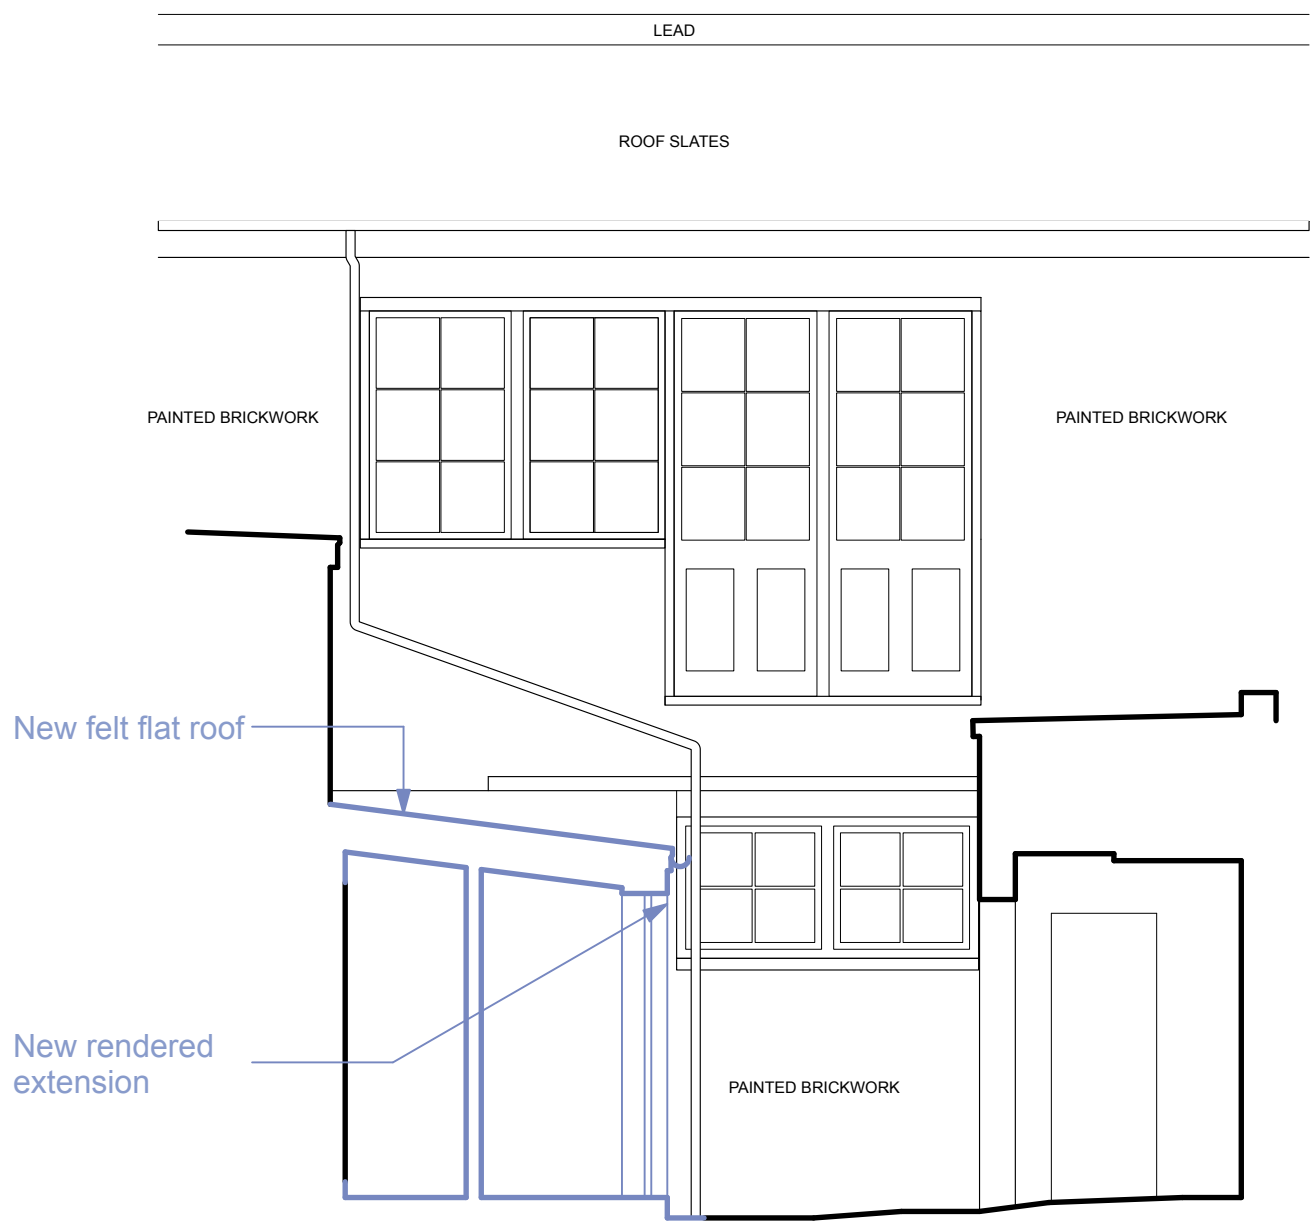 LEAD
ROOF SLATES
PAINTED BRICKWORK
PAINTED BRICKWORK
New felt flat roof
New rendered
extension
PAINTED BRICKWORK